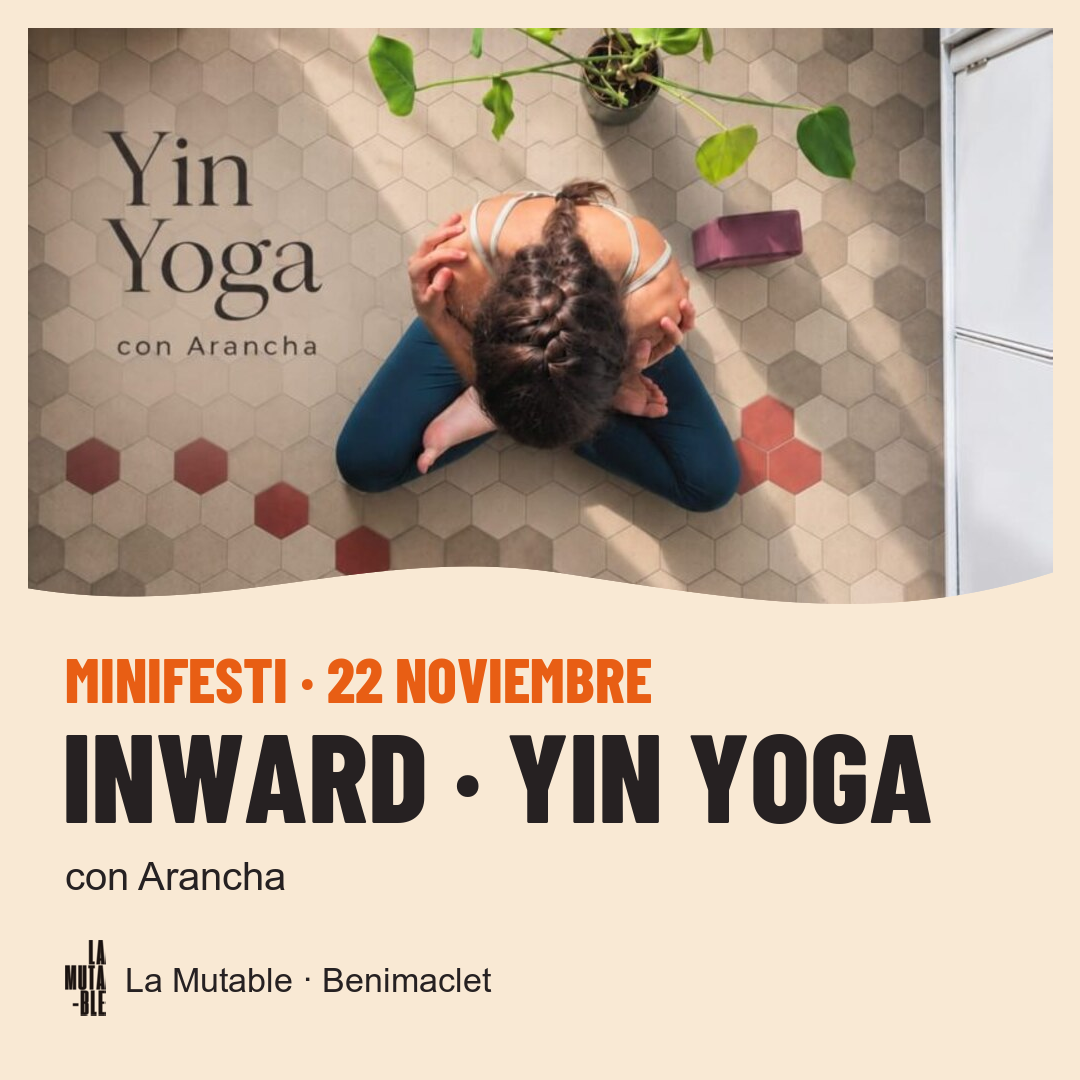 Yin
Yoga
con Arancha
MINIFESTI · 22 NOVIEMBRE
INWARD · YIN YOGA
con Arancha
LA
MUTA
-BLE
La Mutable · Benimaclet